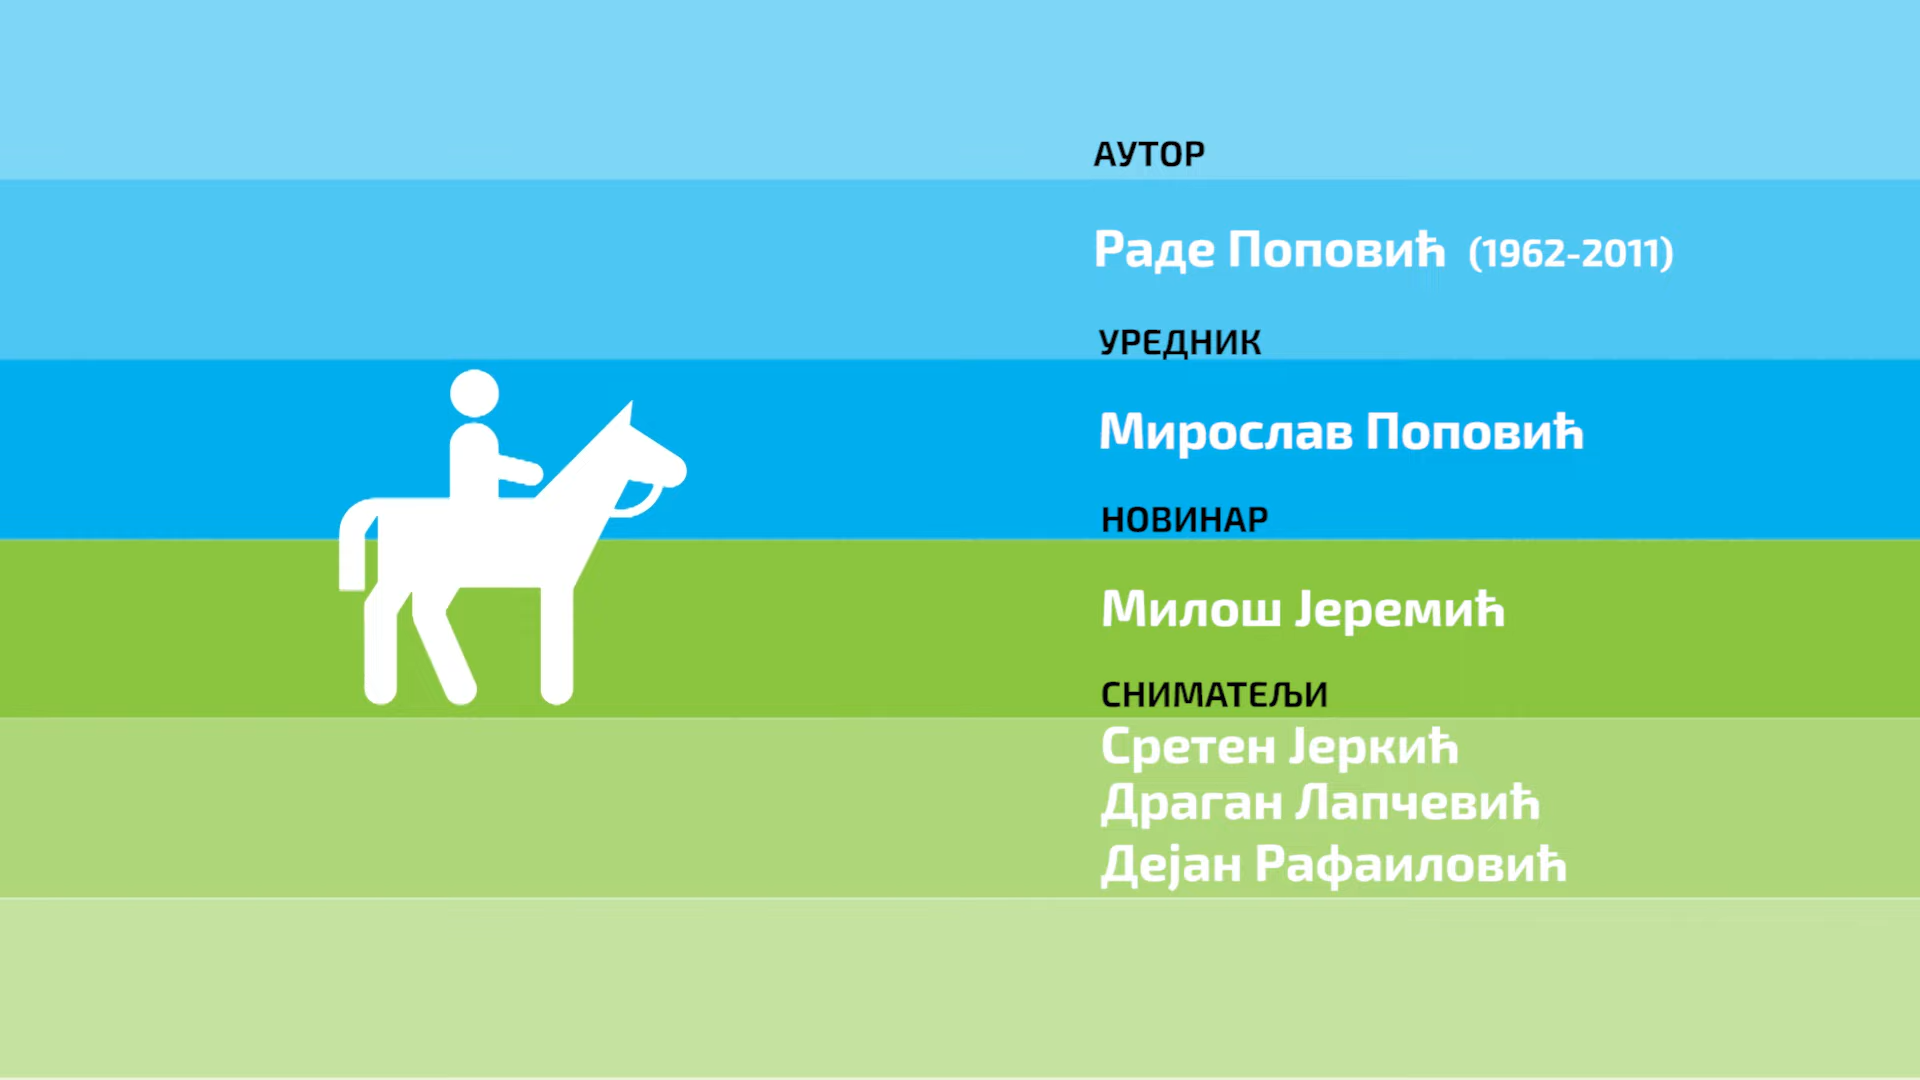 АУТОР
Раде Поповић (1962-2011)
УРЕДНИК
Мирослав Поповић
НОВИНАР
Милош Јеремић
СНИМАТЕЉИ
Сретен Јеркић
Драган Лапчевић
Дејан Рафаиловић